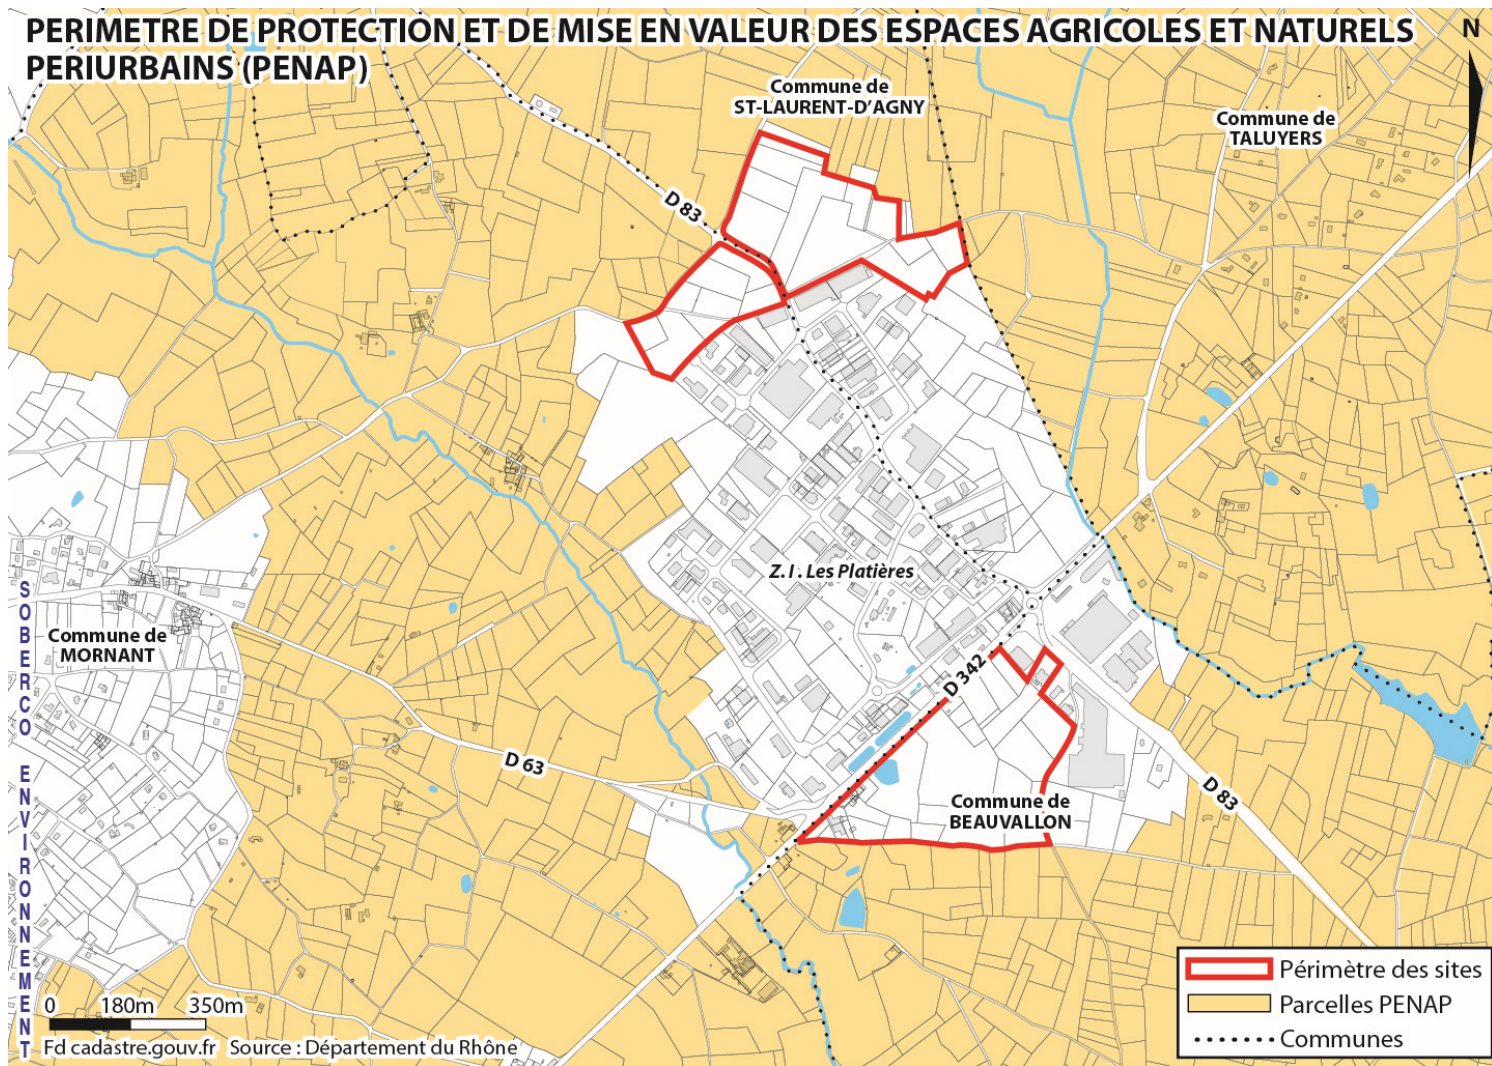 PERIMETRE DE PROTECTION ET DE MISE EN VALEUR DES ESPACES AGRICOLES ET NATURELS
PERIURBAINS (PENAP)
N
Commune de
ST-LAURENT-D'AGNY
Commune de
TALUYERS
D 83
Z.I. Les Platières
Commune de
MORNANT
D 342
D 63
D 83
Commune de
BEAUVALLON
SOBERCO ENVIRONNEMENT
Périmètre des sites
Parcelles PENAP
Communes
0 180m 350m
Fd cadastre.gouv.fr Source : Département du Rhône